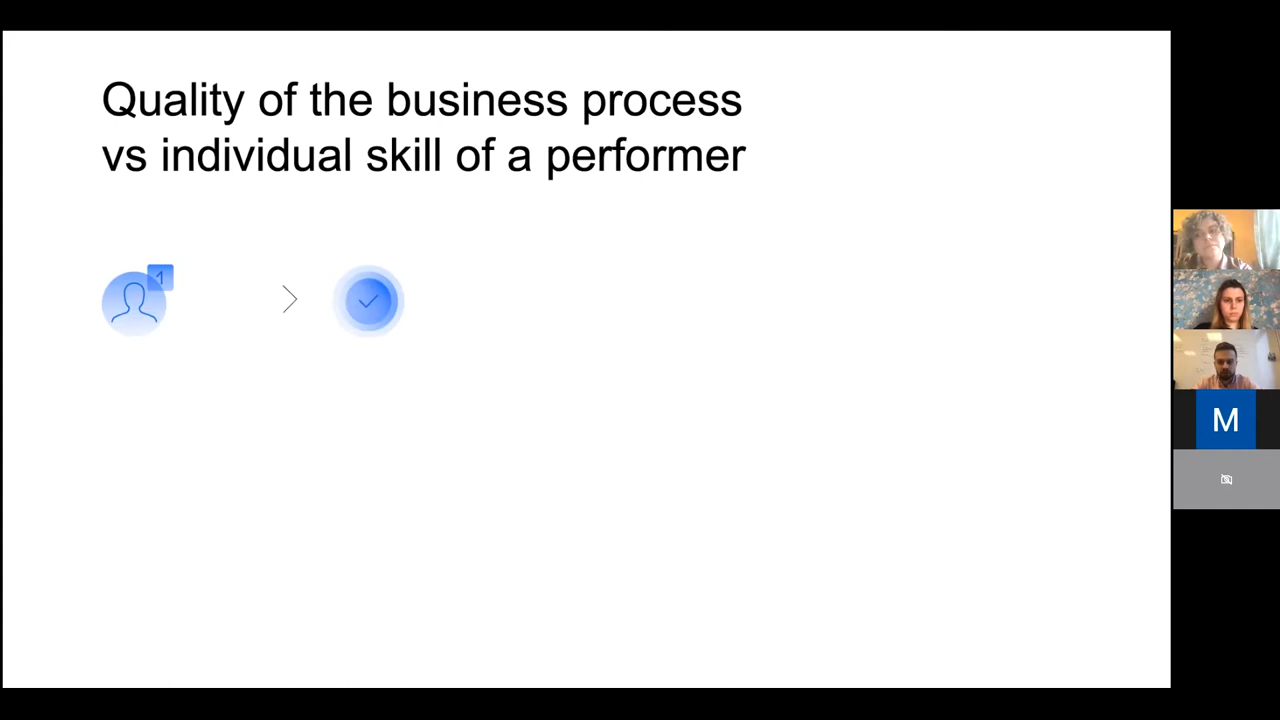 Quality of the business process
vs individual skill of a performer
1
M